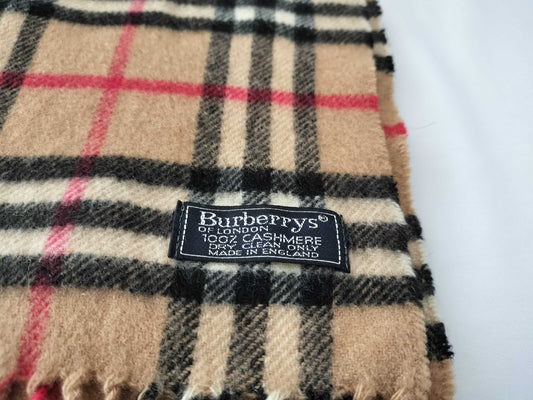 Burberrys®
OF LONDON
100% CASHMERE
DRY CLEAN ONLY
MADE IN ENGLAND